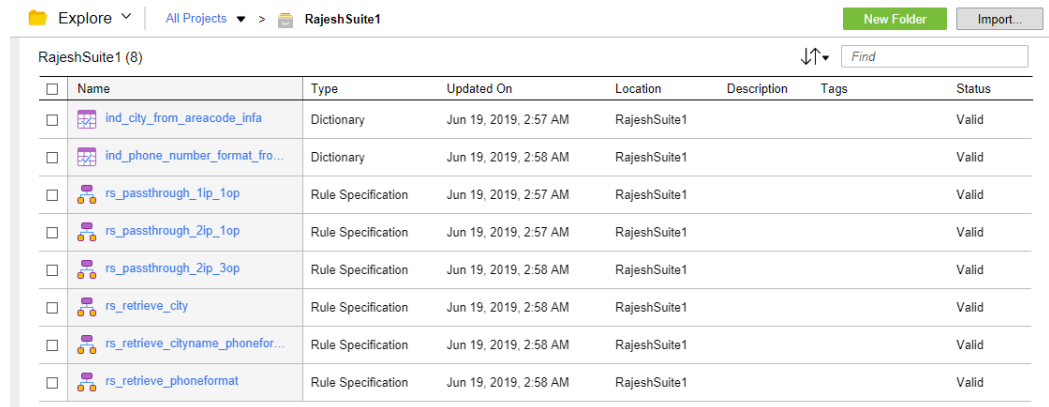 Explore All Projects > RajeshSuite1 New Folder Import...
RajeshSuite1 (8) Find
Name Type Updated On Location Description Tags Status
ind_city_from_areacode_infa Dictionary Jun 19, 2019, 2:57 AM RajeshSuite1 Valid
ind_phone_number_format_fro... Dictionary Jun 19, 2019, 2:58 AM RajeshSuite1 Valid
rs_passthrough_1ip_1op Rule Specification Jun 19, 2019, 2:57 AM RajeshSuite1 Valid
rs_passthrough_2ip_1op Rule Specification Jun 19, 2019, 2:57 AM RajeshSuite1 Valid
rs_passthrough_2ip_3op Rule Specification Jun 19, 2019, 2:58 AM RajeshSuite1 Valid
rs_retrieve_city Rule Specification Jun 19, 2019, 2:58 AM RajeshSuite1 Valid
rs_retrieve_cityname_phonefor... Rule Specification Jun 19, 2019, 2:58 AM RajeshSuite1 Valid
rs_retrieve_phoneformat Rule Specification Jun 19, 2019, 2:58 AM RajeshSuite1 Valid